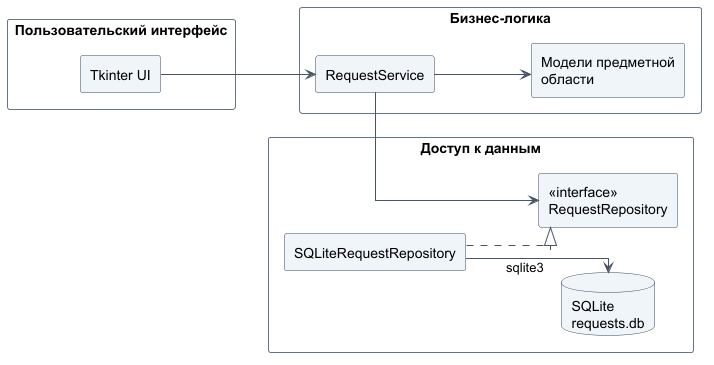 Пользовательский интерфейс
Tkinter UI
Бизнес-логика
RequestService
Модели предметной
области
Доступ к данным
«interface»
RequestRepository
SQLiteRequestRepository
sqlite3
SQLite
requests.db